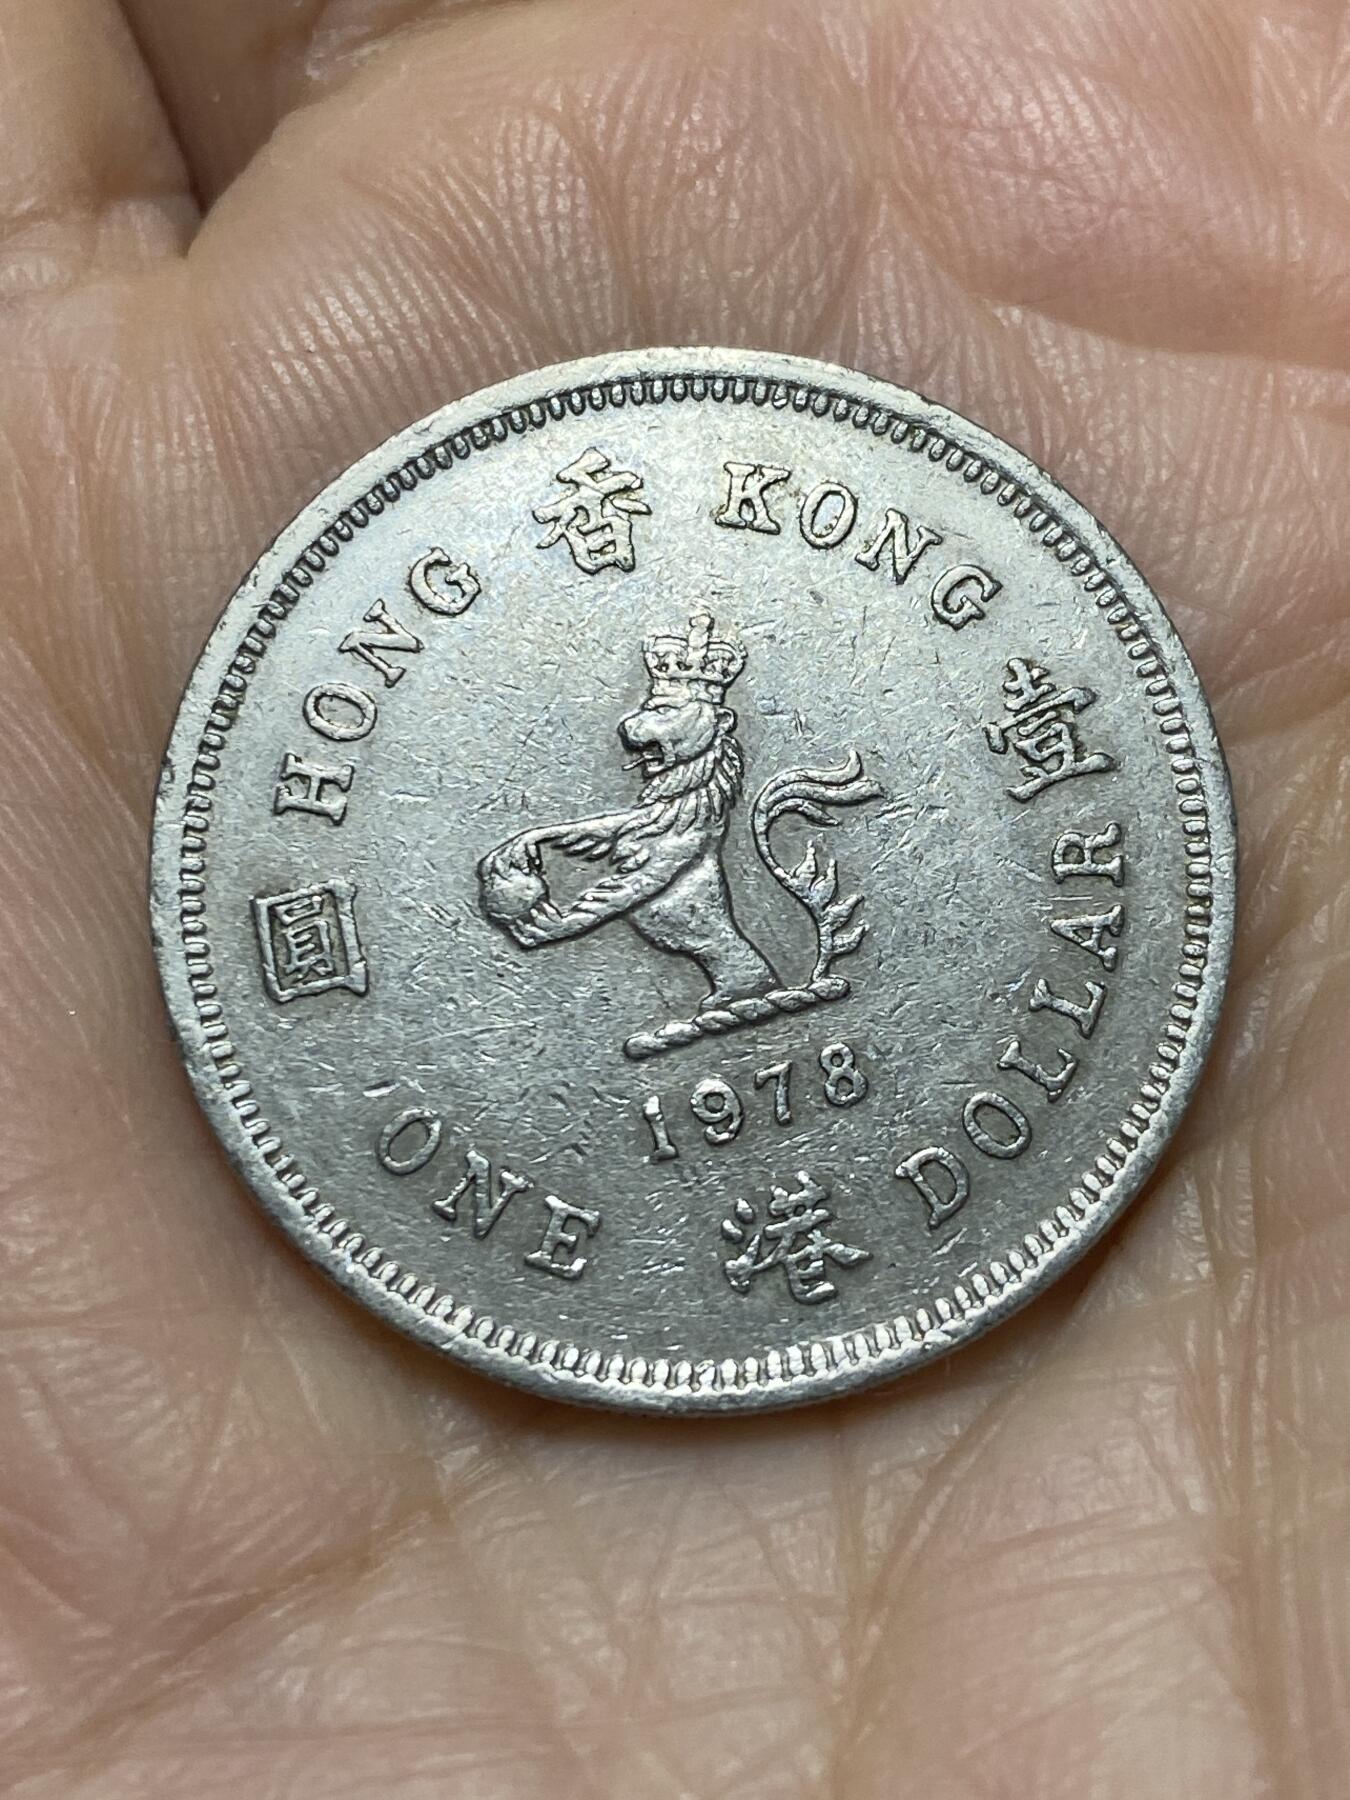 HONG 香 KONG
壹
圓
1978
ONE 港 DOLLAR